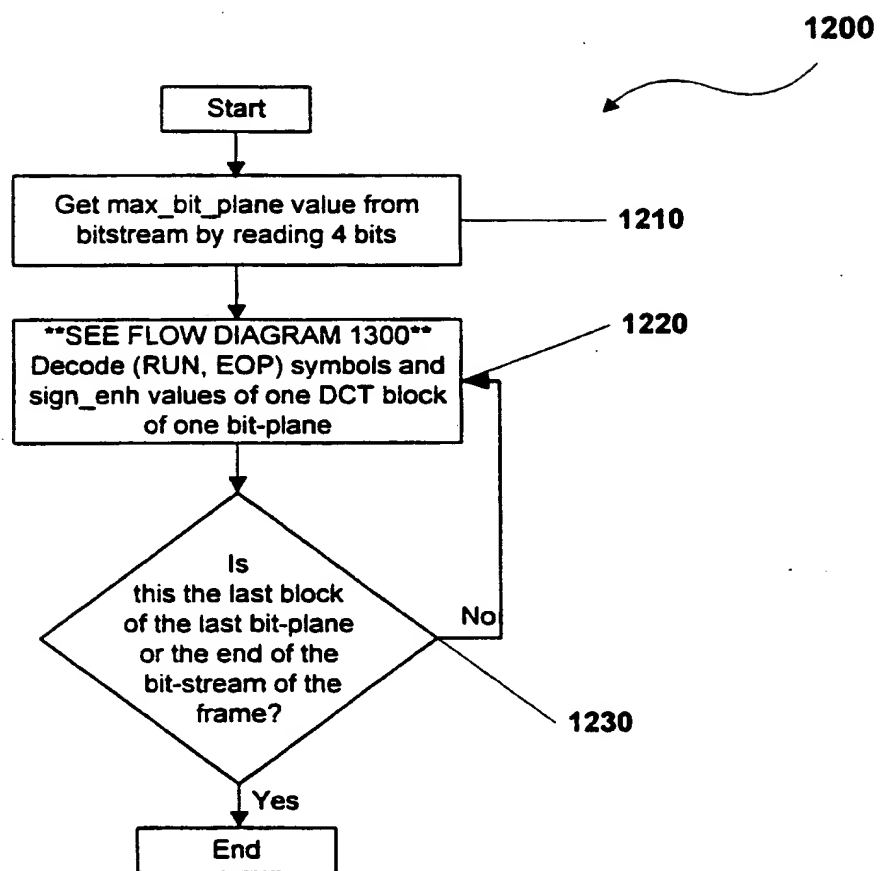 1200
Start
Get max_bit_plane value from
bitstream by reading 4 bits
1210
**SEE FLOW DIAGRAM 1300**
Decode (RUN, EOP) symbols and
sign_enh values of one DCT block
of one bit-plane
1220
Is
this the last block
of the last bit-plane
or the end of the
bit-stream of the
frame?
No
1230
Yes
End